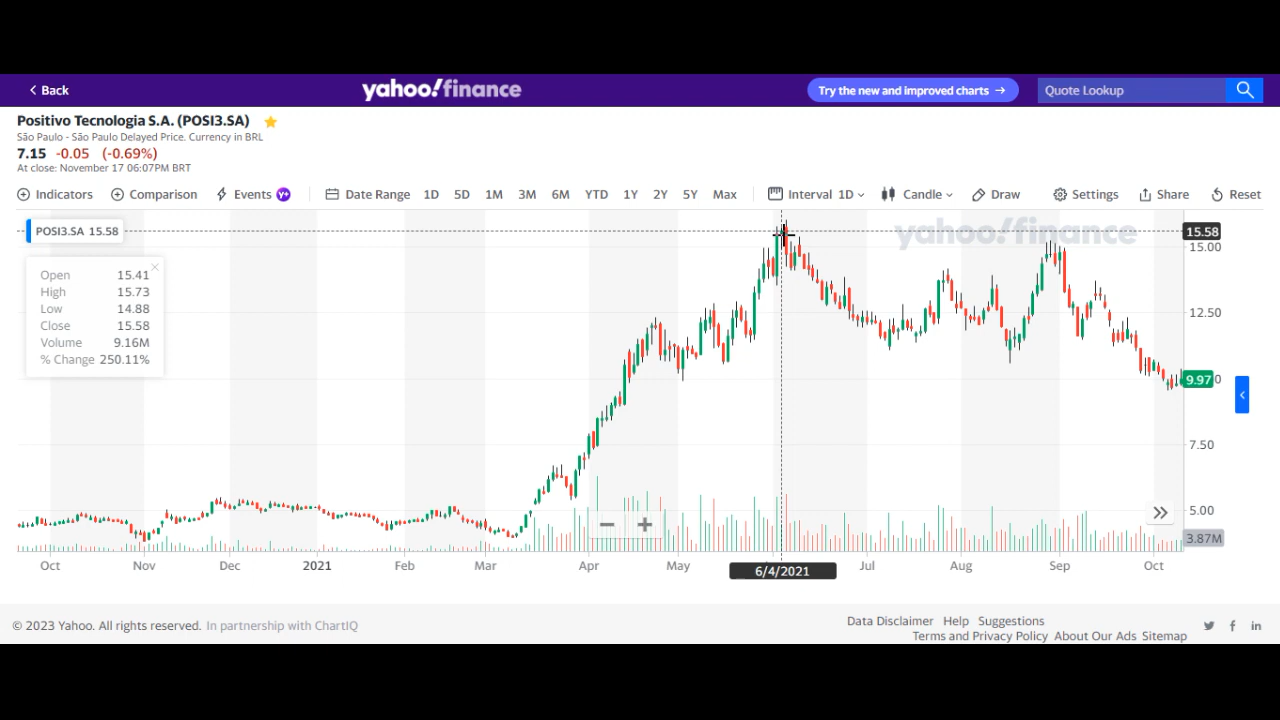 Back
yahoo!finance
Try the new and improved charts →
Quote Lookup
Positivo Tecnologia S.A. (POSI3.SA)
São Paulo - São Paulo Delayed Price. Currency in BRL
7.15 -0.05 (-0.69%)
At close: November 17 06:07PM BRT
Indicators Comparison Events Y+ Date Range 1D 5D 1M 3M 6M YTD 1Y 2Y 5Y Max Interval 1D Candle Draw Settings Share Reset
POSI3.SA 15.58
yahoo!finance
15.58
15.00
Open 15.41
High 15.73
Low 14.88
Close 15.58
Volume 9.16M
% Change 250.11%
12.50
9.97 0
7.50
5.00
3.87M
Oct Nov Dec 2021 Feb Mar Apr May Jul Aug Sep Oct
6/4/2021
© 2023 Yahoo. All rights reserved. In partnership with ChartIQ
Data Disclaimer Help Suggestions
Terms and Privacy Policy About Our Ads Sitemap